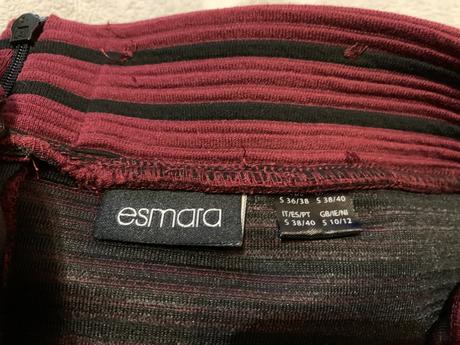 esmara
S 36/38 S 38/40
IT/ES/PT GB/IE/NI
S 38/40 S 10/12